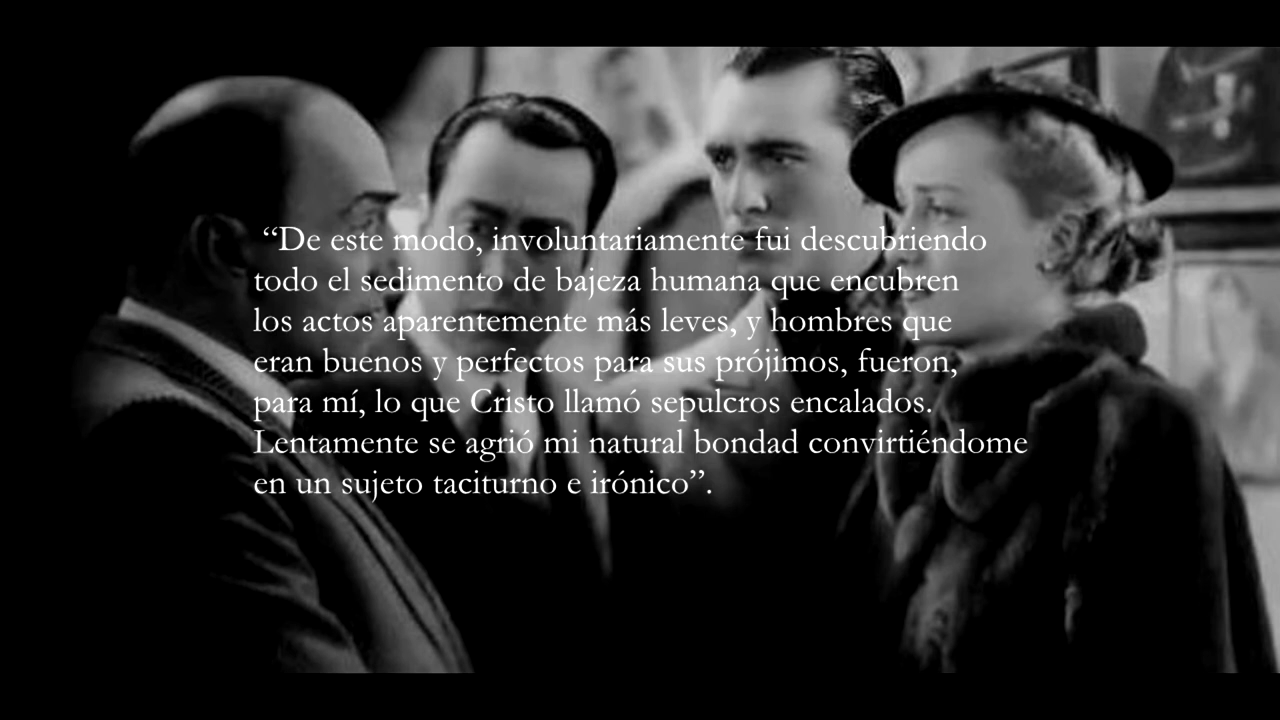 “De este modo, involuntariamente fui descubriendo
todo el sedimento de bajeza humana que encubren
los actos aparentemente más leves, y hombres que
eran buenos y perfectos para sus prójimos, fueron,
para mí, lo que Cristo llamó sepulcros encalados.
Lentamente se agrió mi natural bondad convirtiéndome
en un sujeto taciturno e irónico”.